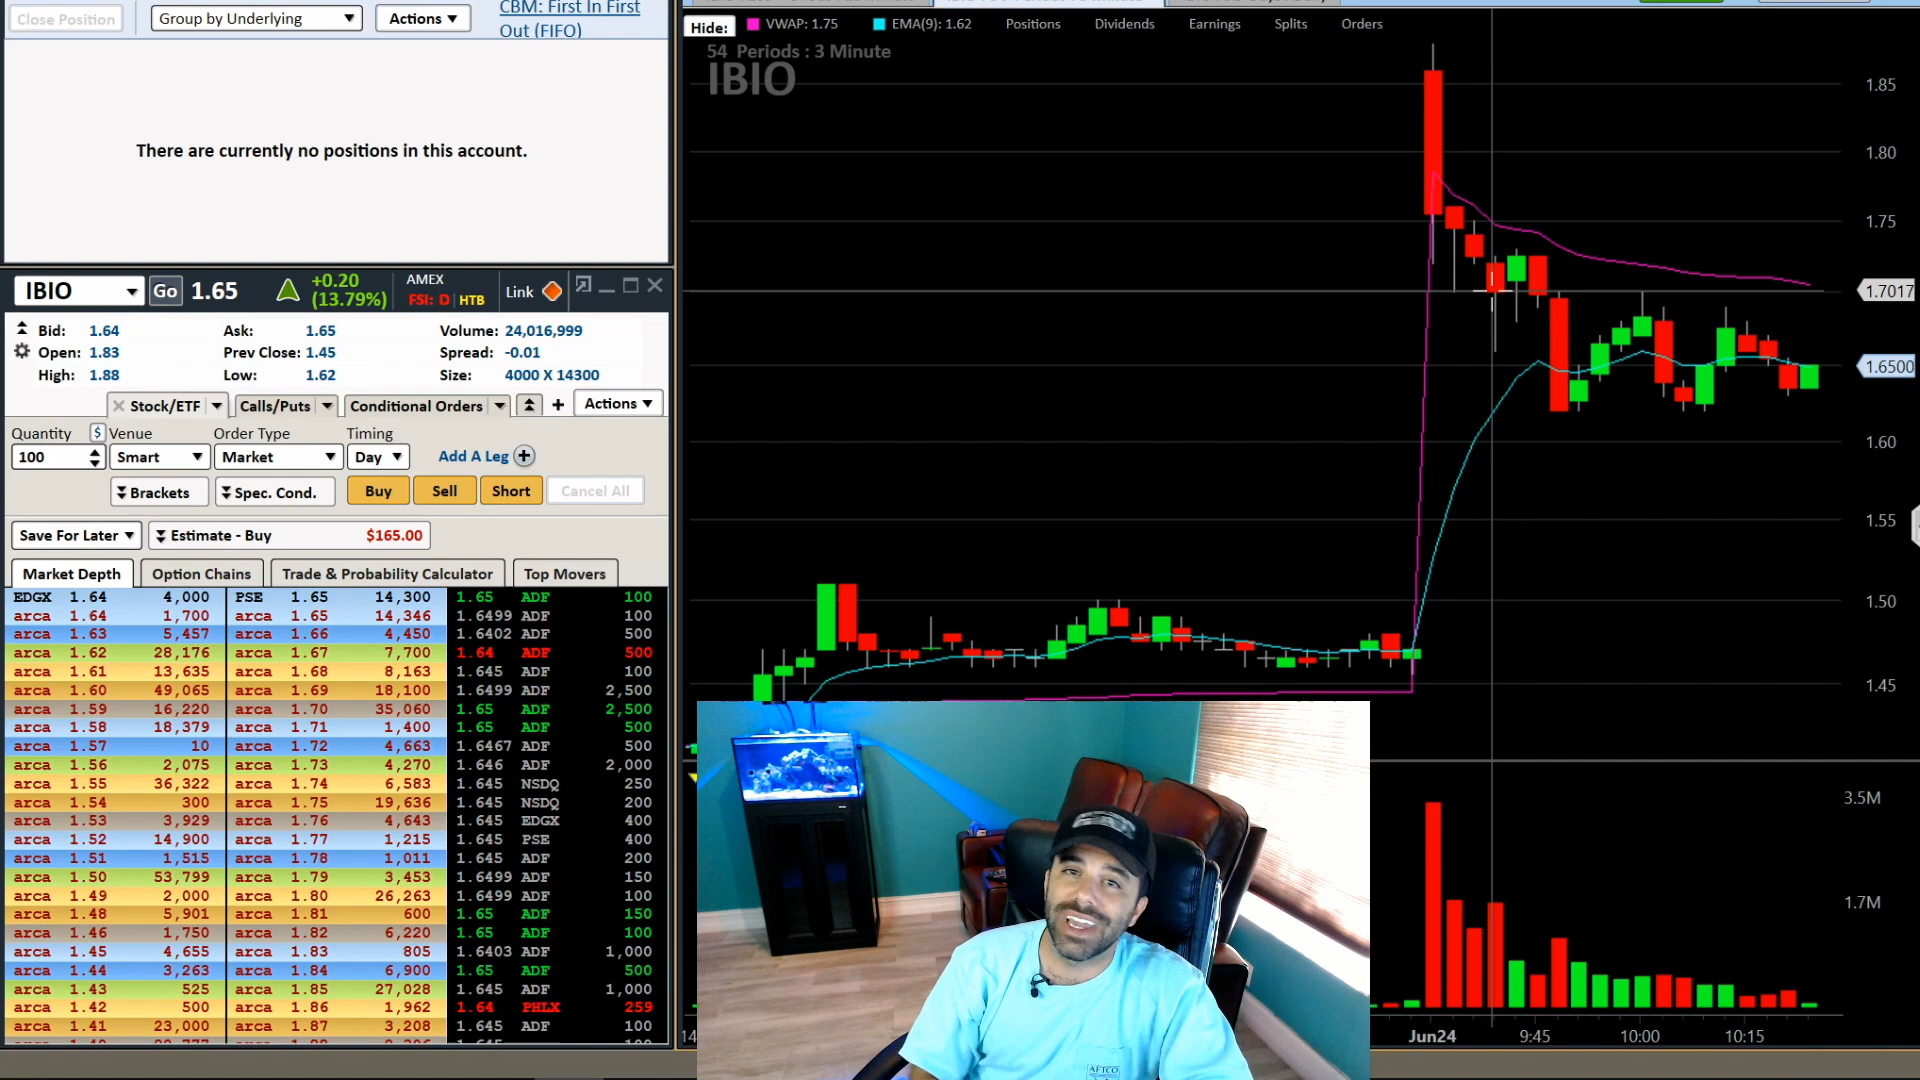 Close Position
Group by Underlying
Actions
CBM: First In First
Out (FIFO)
There are currently no positions in this account.
IBIO
Go
1.65
+0.20
(13.79%)
AMEX
FSI: D | HTB
Link
Bid: 1.64 Ask: 1.65 Volume: 24,016,999
Open: 1.83 Prev Close: 1.45 Spread: -0.01
High: 1.88 Low: 1.62 Size: 4000 X 14300
Stock/ETF Calls/Puts Conditional Orders + Actions
Quantity $ Venue Order Type Timing
100 Smart Market Day Add A Leg
Brackets Spec. Cond. Buy Sell Short Cancel All
Save For Later Estimate - Buy $165.00
Market Depth Option Chains Trade & Probability Calculator Top Movers
EDGX 1.64 4,000 PSE 1.65 14,300 1.65 ADF 100
arca 1.64 1,700 arca 1.65 14,346 1.6499 ADF 100
arca 1.63 5,457 arca 1.66 4,450 1.6402 ADF 500
arca 1.62 28,176 arca 1.67 7,700 1.64 ADF 500
arca 1.61 13,635 arca 1.68 8,163 1.645 ADF 100
arca 1.60 49,065 arca 1.69 18,100 1.6499 ADF 2,500
arca 1.59 16,220 arca 1.70 35,060 1.65 ADF 2,500
arca 1.58 18,379 arca 1.71 1,400 1.65 ADF 500
arca 1.57 10 arca 1.72 4,663 1.6467 ADF 500
arca 1.56 2,075 arca 1.73 4,270 1.646 ADF 2,000
arca 1.55 36,322 arca 1.74 6,583 1.645 NSDQ 250
arca 1.54 300 arca 1.75 19,636 1.645 NSDQ 200
arca 1.53 3,929 arca 1.76 4,643 1.645 EDGX 400
arca 1.52 14,900 arca 1.77 1,215 1.645 PSE 400
arca 1.51 1,515 arca 1.78 1,011 1.645 ADF 200
arca 1.50 53,799 arca 1.79 3,453 1.6499 ADF 150
arca 1.49 2,000 arca 1.80 26,263 1.6499 ADF 100
arca 1.48 5,901 arca 1.81 600 1.65 ADF 150
arca 1.46 1,750 arca 1.82 6,220 1.65 ADF 100
arca 1.45 4,655 arca 1.83 805 1.6403 ADF 1,000
arca 1.44 3,263 arca 1.84 6,900 1.65 ADF 500
arca 1.43 525 arca 1.85 27,028 1.645 ADF 1,000
arca 1.42 500 arca 1.86 1,962 1.64 PHLX 259
arca 1.41 23,000 arca 1.87 3,208 1.645 ADF 100
Hide: VWAP: 1.75 EMA(9): 1.62 Positions Dividends Earnings Splits Orders
54 Periods : 3 Minute
IBIO
1.85
1.80
1.75
1.7017
1.6500
1.60
1.55
1.50
1.45
3.5M
1.7M
14
Jun24 9:45 10:00 10:15
AFTCO